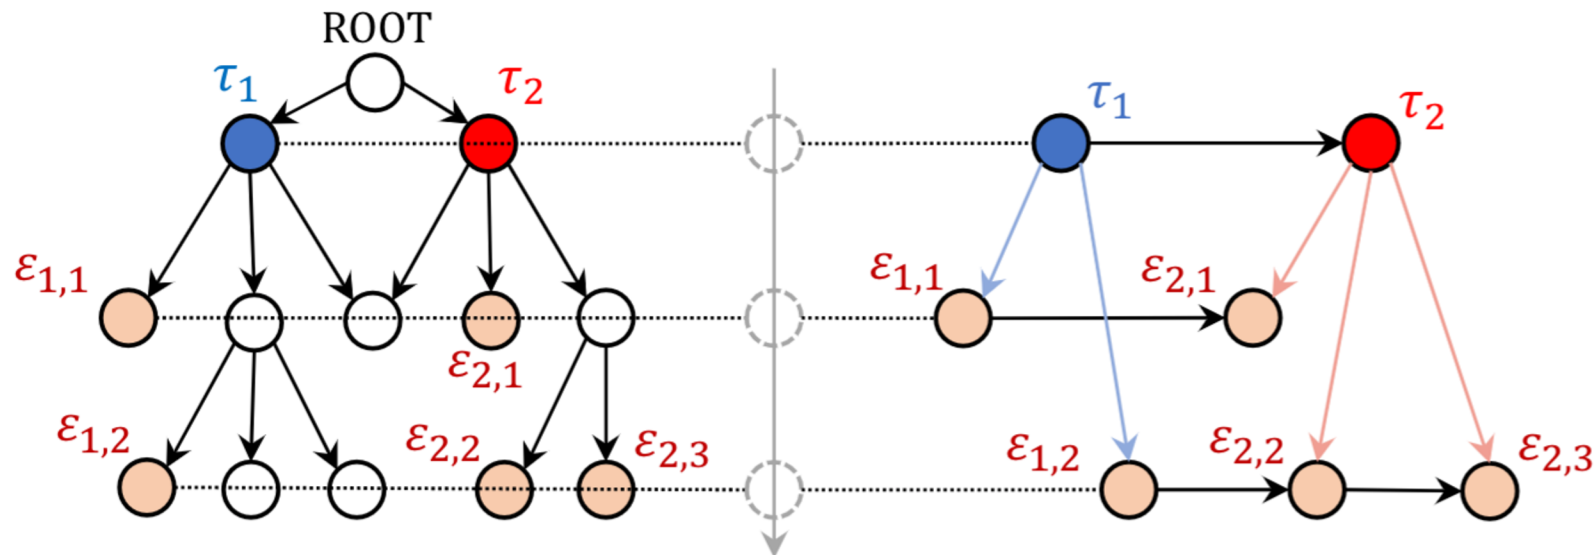 ROOT
τ₁ τ₂ τ₁ τ₂
ε₁,₁ ε₁,₁ ε₂,₁
ε₂,₁
ε₁,₂ ε₂,₂ ε₂,₃ ε₁,₂ ε₂,₂ ε₂,₃